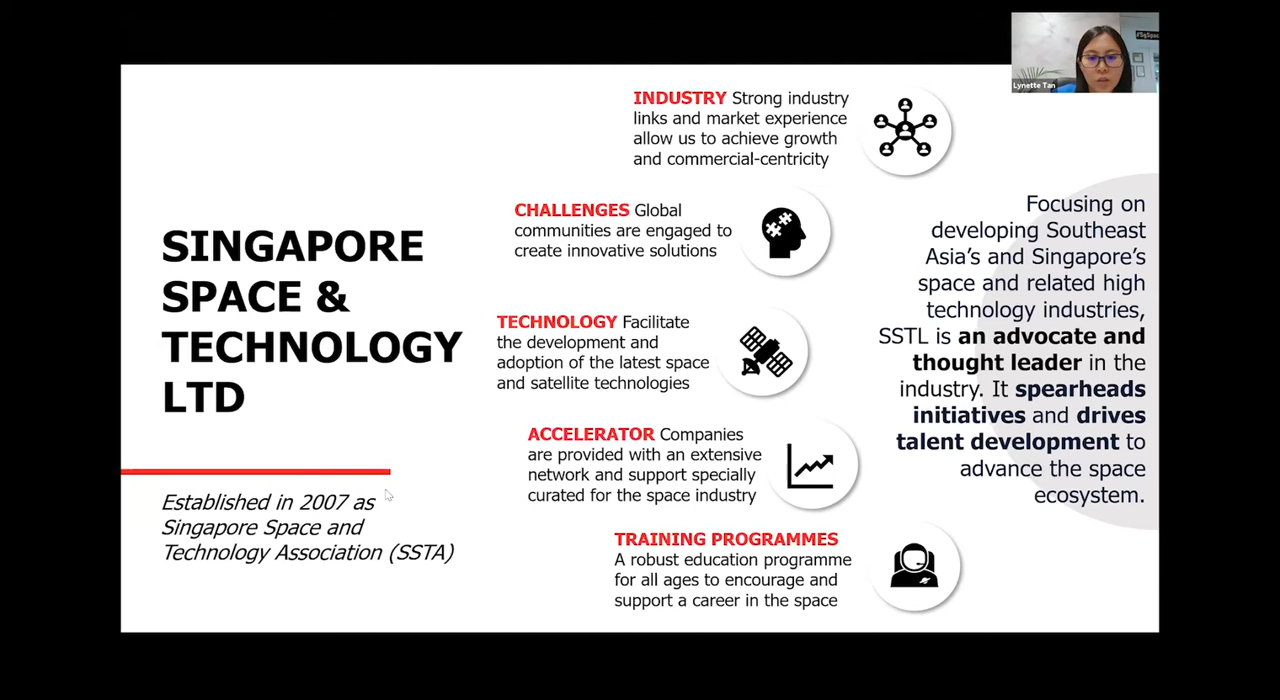 SINGAPORE
SPACE &
TECHNOLOGY
LTD
Established in 2007 as
Singapore Space and
Technology Association (SSTA)
INDUSTRY Strong industry
links and market experience
allow us to achieve growth
and commercial-centricity
CHALLENGES Global
communities are engaged to
create innovative solutions
TECHNOLOGY Facilitate
the development and
adoption of the latest space
and satellite technologies
ACCELERATOR Companies
are provided with an extensive
network and support specially
curated for the space industry
TRAINING PROGRAMMES
A robust education programme
for all ages to encourage and
support a career in the space
Focusing on
developing Southeast
Asia's and Singapore's
space and related high
technology industries,
SSTL is an advocate and
thought leader in the
industry. It spearheads
initiatives and drives
talent development to
advance the space
ecosystem.
Lynette Tan